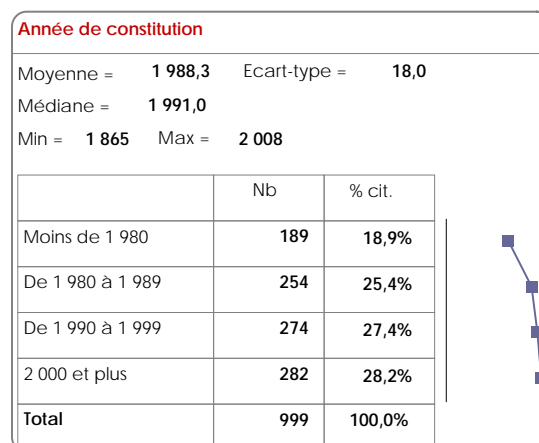 Année de constitution
Moyenne = 1 988,3 Ecart-type = 18,0
Médiane = 1 991,0
Min = 1 865 Max = 2 008
Nb % cit.
Moins de 1 980 189 18,9%
De 1 980 à 1 989 254 25,4%
De 1 990 à 1 999 274 27,4%
2 000 et plus 282 28,2%
Total 999 100,0%